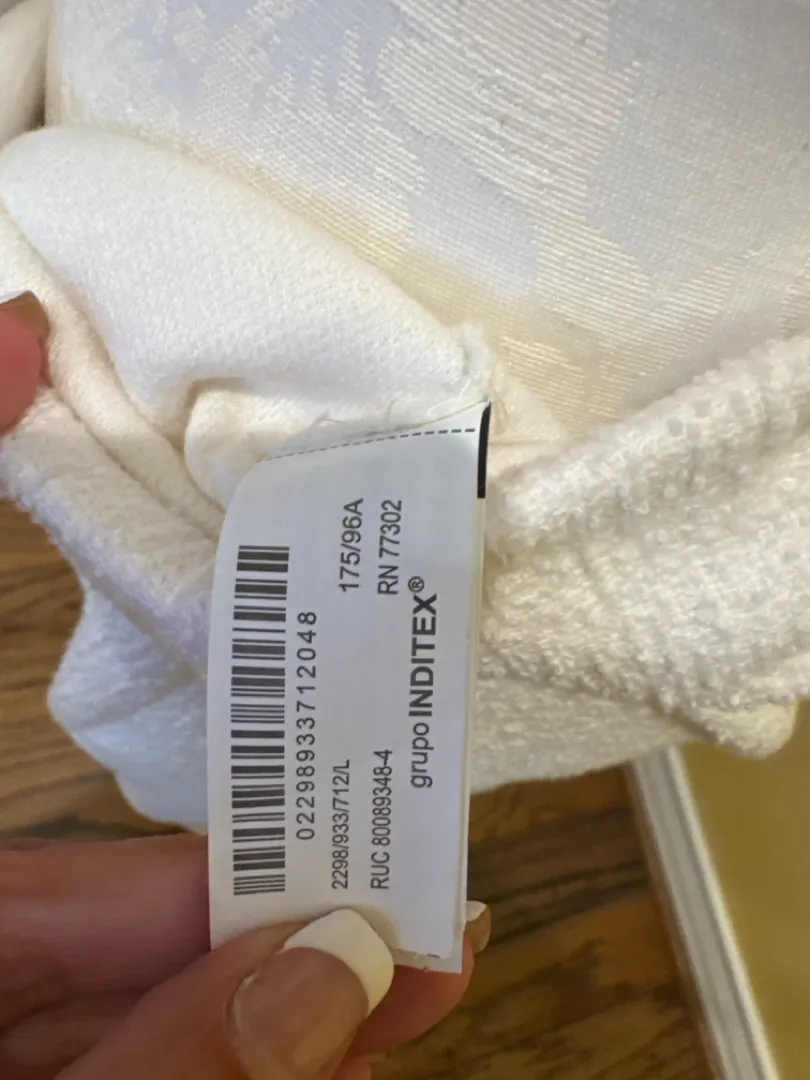 02298933712048
2298/933/712/L 175/96A
RUC 80089348-4 RN 77302
grupo INDITEX®